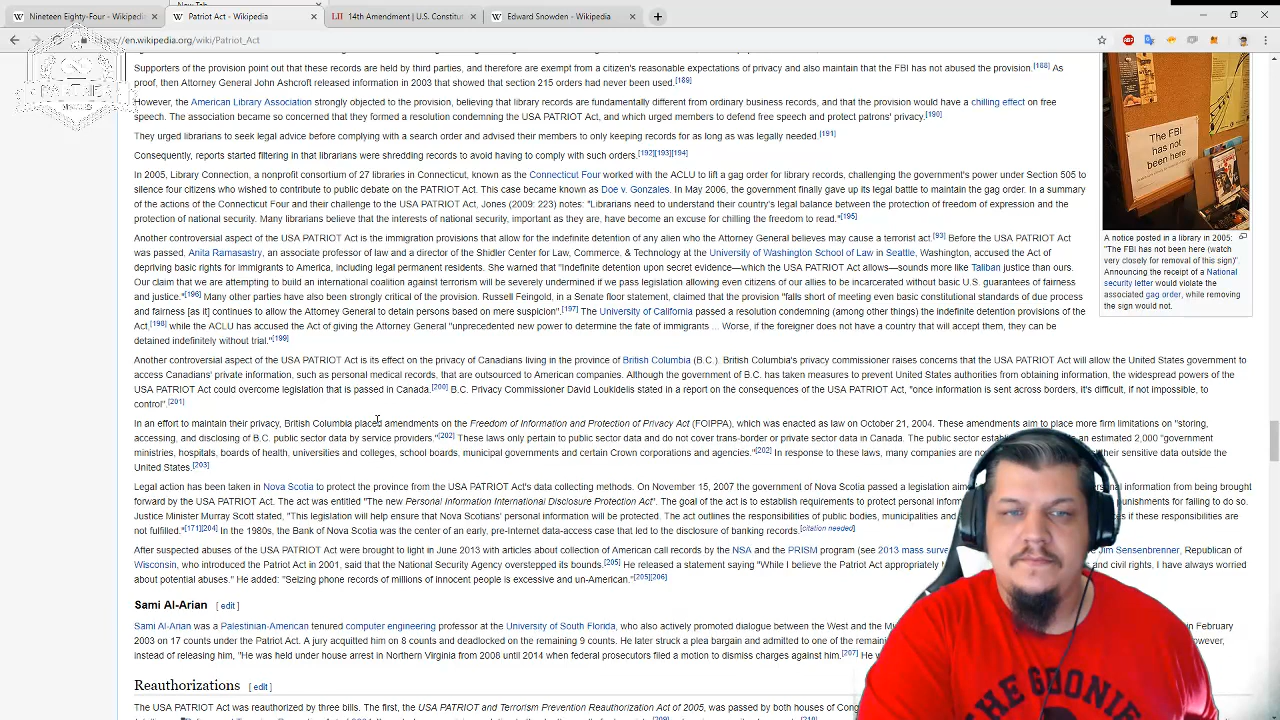 New Tab
Nineteen Eighty-Four - Wikipedi
Patriot Act - Wikipedia
LII 14th Amendment | U.S. Constitut
Edward Snowden - Wikipedia
https://en.wikipedia.org/wiki/Patriot_Act
Supporters of the provision point out that these records are held by empt from a citizen's reasonable expectations of privacy and also maintain that the FBI has not abused the provision.[188] As
proof, then Attorney General John Ashcroft released information in 2003 that showed that section 215 orders had never been used.[189]
However, the American Library Association strongly objected to the provision, believing that library records are fundamentally different from ordinary business records, and that the provision would have a chilling effect on free
speech. The association became so concerned that they formed a resolution condemning the USA PATRIOT Act, and which urged members to defend free speech and protect patrons' privacy.[190]
They urged librarians to seek legal advice before complying with a search order and advised their members to only keeping records for as long as was legally needed.[191]
Consequently, reports started filtering in that librarians were shredding records to avoid having to comply with such orders.[192][193][194]
In 2005, Library Connection, a nonprofit consortium of 27 libraries in Connecticut, known as the Connecticut Four worked with the ACLU to lift a gag order for library records, challenging the government's power under Section 505 to
silence four citizens who wished to contribute to public debate on the PATRIOT Act. This case became known as Doe v. Gonzales. In May 2006, the government finally gave up its legal battle to maintain the gag order. In a summary
of the actions of the Connecticut Four and their challenge to the USA PATRIOT Act, Jones (2009: 223) notes: "Librarians need to understand their country's legal balance between the protection of freedom of expression and the
protection of national security. Many librarians believe that the interests of national security, important as they are, have become an excuse for chilling the freedom to read."[195]
Another controversial aspect of the USA PATRIOT Act is the immigration provisions that allow for the indefinite detention of any alien who the Attorney General believes may cause a terrorist act.[93] Before the USA PATRIOT Act
was passed, Anita Ramasastry, an associate professor of law and a director of the Shidler Center for Law, Commerce, & Technology at the University of Washington School of Law in Seattle, Washington, accused the Act of
depriving basic rights for immigrants to America, including legal permanent residents. She warned that "Indefinite detention upon secret evidence—which the USA PATRIOT Act allows—sounds more like Taliban justice than ours.
Our claim that we are attempting to build an international coalition against terrorism will be severely undermined if we pass legislation allowing even citizens of our allies to be incarcerated without basic U.S. guarantees of fairness
and justice."[196] Many other parties have also been strongly critical of the provision. Russell Feingold, in a Senate floor statement, claimed that the provision "falls short of meeting even basic constitutional standards of due process
and fairness [as it] continues to allow the Attorney General to detain persons based on mere suspicion".[197] The University of California passed a resolution condemning (among other things) the indefinite detention provisions of the
Act,[198] while the ACLU has accused the Act of giving the Attorney General "unprecedented new power to determine the fate of immigrants ... Worse, if the foreigner does not have a country that will accept them, they can be
detained indefinitely without trial."[199]
The FBI
has not
been here
A notice posted in a library in 2005:
"The FBI has not been here (watch
very closely for removal of this sign)".
Announcing the receipt of a National
security letter would violate the
associated gag order, while removing
the sign would not.
Another controversial aspect of the USA PATRIOT Act is its effect on the privacy of Canadians living in the province of British Columbia (B.C.). British Columbia's privacy commissioner raises concerns that the USA PATRIOT Act will allow the United States government to
access Canadians' private information, such as personal medical records, that are outsourced to American companies. Although the government of B.C. has taken measures to prevent United States authorities from obtaining information, the widespread powers of the
USA PATRIOT Act could overcome legislation that is passed in Canada.[200] B.C. Privacy Commissioner David Loukidelis stated in a report on the consequences of the USA PATRIOT Act, "once information is sent across borders, it's difficult, if not impossible, to
control".[201]
In an effort to maintain their privacy, British Columbia placed amendments on the Freedom of Information and Protection of Privacy Act (FOIPPA), which was enacted as law on October 21, 2004. These amendments aim to place more firm limitations on "storing,
accessing, and disclosing of B.C. public sector data by service providers."[202] These laws only pertain to public sector data and do not cover trans-border or private sector data in Canada. The public sector estab an estimated 2,000 "government
ministries, hospitals, boards of health, universities and colleges, school boards, municipal governments and certain Crown corporations and agencies."[202] In response to these laws, many companies are no their sensitive data outside the
United States.[203]
Legal action has been taken in Nova Scotia to protect the province from the USA PATRIOT Act's data collecting methods. On November 15, 2007 the government of Nova Scotia passed a legislation aim onal information from being brought
forward by the USA PATRIOT Act. The act was entitled "The new Personal Information International Disclosure Protection Act". The goal of the act is to establish requirements to protect personal inform unishments for failing to do so.
Justice Minister Murray Scott stated, "This legislation will help ensure that Nova Scotians' personal information will be protected. The act outlines the responsibilities of public bodies, municipalities and es if these responsibilities are
not fulfilled."[171][204] In the 1980s, the Bank of Nova Scotia was the center of an early, pre-Internet data-access case that led to the disclosure of banking records.[citation needed]
After suspected abuses of the USA PATRIOT Act were brought to light in June 2013 with articles about collection of American call records by the NSA and the PRISM program (see 2013 mass surve Jim Sensenbrenner, Republican of
Wisconsin, who introduced the Patriot Act in 2001, said that the National Security Agency overstepped its bounds.[205] He released a statement saying "While I believe the Patriot Act appropriately and civil rights, I have always worried
about potential abuses." He added: "Seizing phone records of millions of innocent people is excessive and un-American."[205][206]
Sami Al-Arian [ edit ]
Sami Al-Arian was a Palestinian-American tenured computer engineering professor at the University of South Florida, who also actively promoted dialogue between the West and the Mu in February
2003 on 17 counts under the Patriot Act. A jury acquitted him on 8 counts and deadlocked on the remaining 9 counts. He later struck a plea bargain and admitted to one of the remain owever,
instead of releasing him, "He was held under house arrest in Northern Virginia from 2008 until 2014 when federal prosecutors filed a motion to dismiss charges against him.[207] He w
Reauthorizations [ edit ]
The USA PATRIOT Act was reauthorized by three bills. The first, the USA PATRIOT and Terrorism Prevention Reauthorization Act of 2005, was passed by both houses of Cong
THE GOONIES